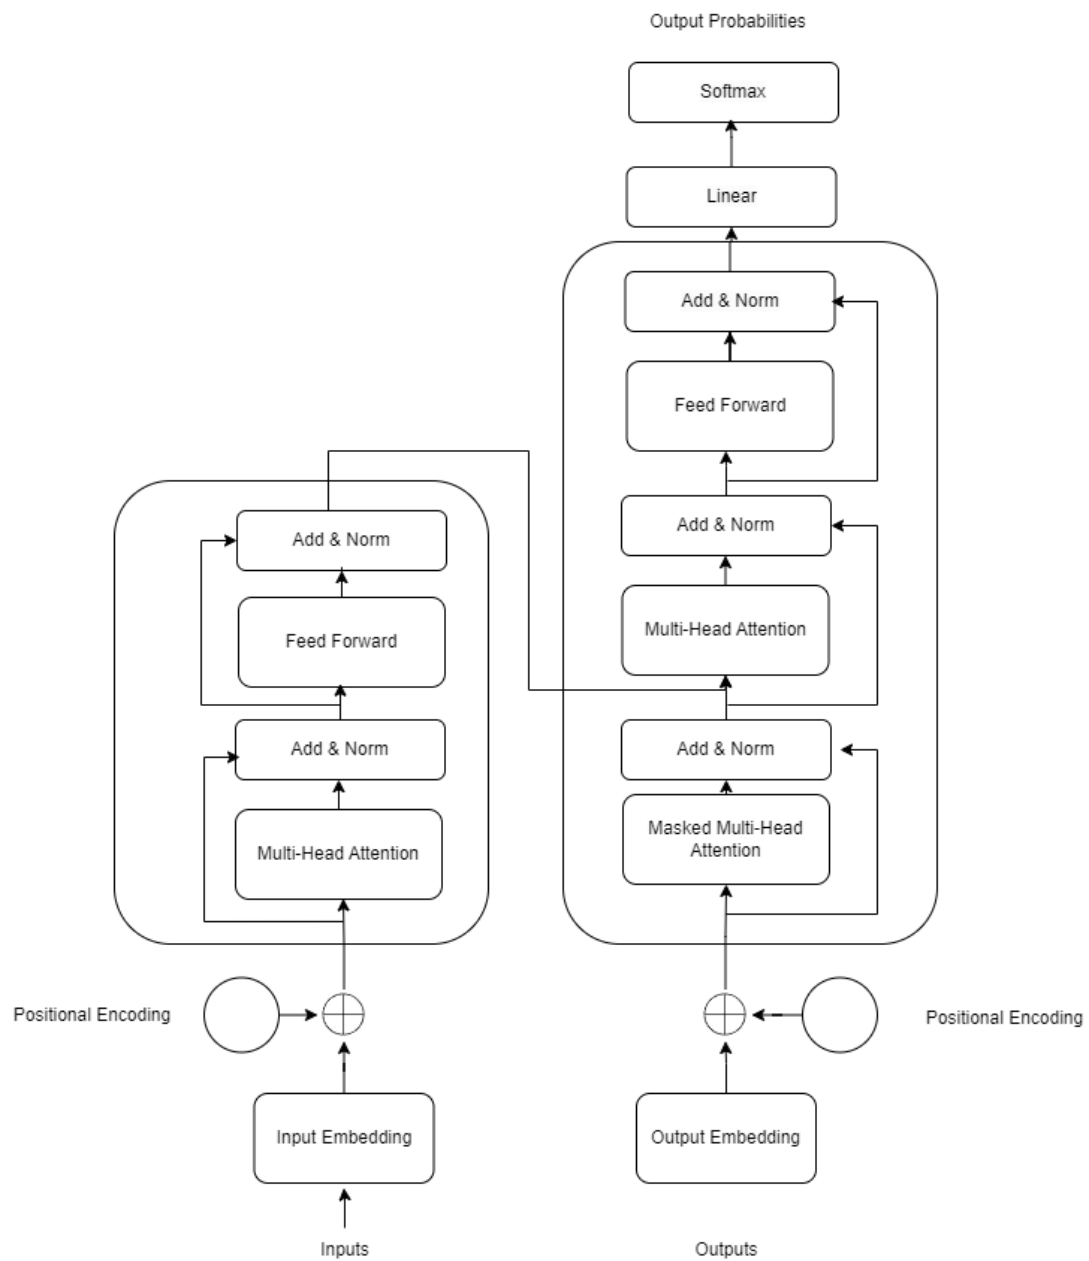 Output Probabilities
Softmax
Linear
Add & Norm
Feed Forward
Add & Norm
Multi-Head Attention
Add & Norm
Masked Multi-Head
Attention
Add & Norm
Feed Forward
Add & Norm
Multi-Head Attention
Positional Encoding
Positional Encoding
Input Embedding
Output Embedding
Inputs
Outputs